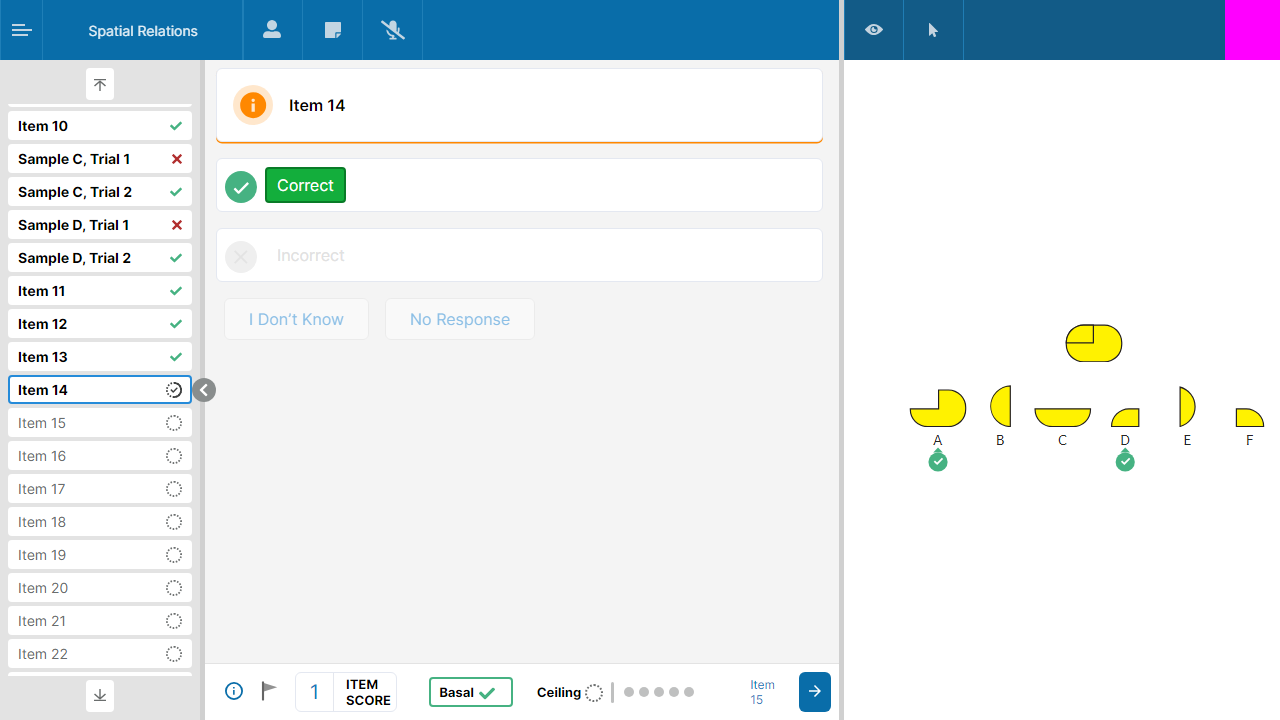 Spatial Relations
Item 10
Sample C, Trial 1
Sample C, Trial 2
Sample D, Trial 1
Sample D, Trial 2
Item 11
Item 12
Item 13
Item 14
Item 15
Item 16
Item 17
Item 18
Item 19
Item 20
Item 21
Item 22
Item 14
Correct
Incorrect
I Don't Know
No Response
1
ITEM
SCORE
Basal
Ceiling
Item
15
A B C D E F